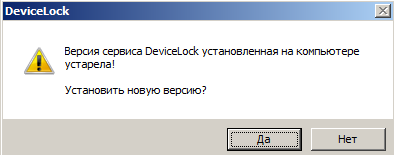 DeviceLock
Версия сервиса DeviceLock установленная на компьютере
устарела!
Установить новую версию?
Да
Нет